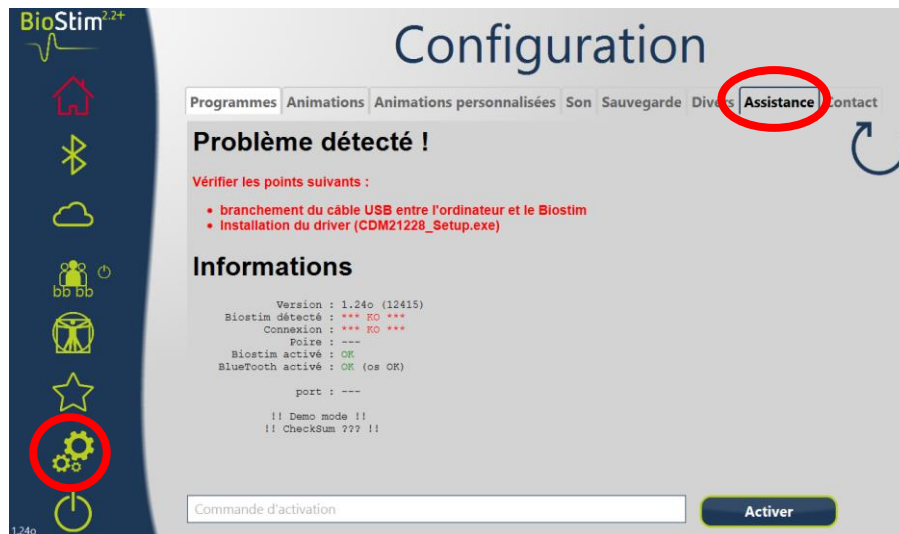 BioStim2.2+
Configuration
Programmes Animations Animations personnalisées Son Sauvegarde Divers Assistance Contact
Problème détecté !
Vérifier les points suivants :
• branchement du câble USB entre l'ordinateur et le Biostim
• Installation du driver (CDM21228_Setup.exe)
Informations
Version : 1.24o (12415)
Biostim détecté : *** KO ***
Connexion : *** KO ***
Poire : ---
Biostim activé : OK
BlueTooth activé : OK (os OK)
port : ---
!! Demo mode !!
!! CheckSum ??? !!
bb bb
Commande d'activation
Activer
1.24o